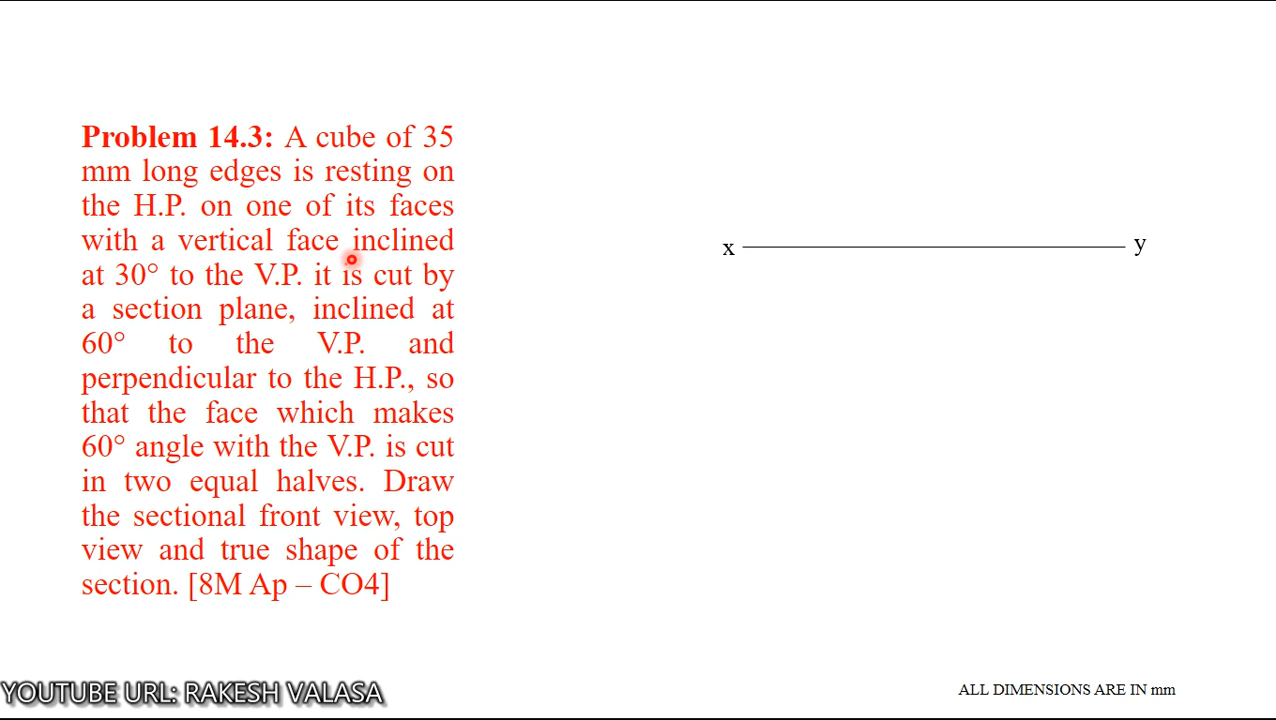 Problem 14.3: A cube of 35
mm long edges is resting on
the H.P. on one of its faces
with a vertical face inclined
at 30° to the V.P. it is cut by
a section plane, inclined at
60° to the V.P. and
perpendicular to the H.P., so
that the face which makes
60° angle with the V.P. is cut
in two equal halves. Draw
the sectional front view, top
view and true shape of the
section. [8M Ap – CO4]
x y
ALL DIMENSIONS ARE IN mm
YOUTUBE URL: RAKESH VALASA